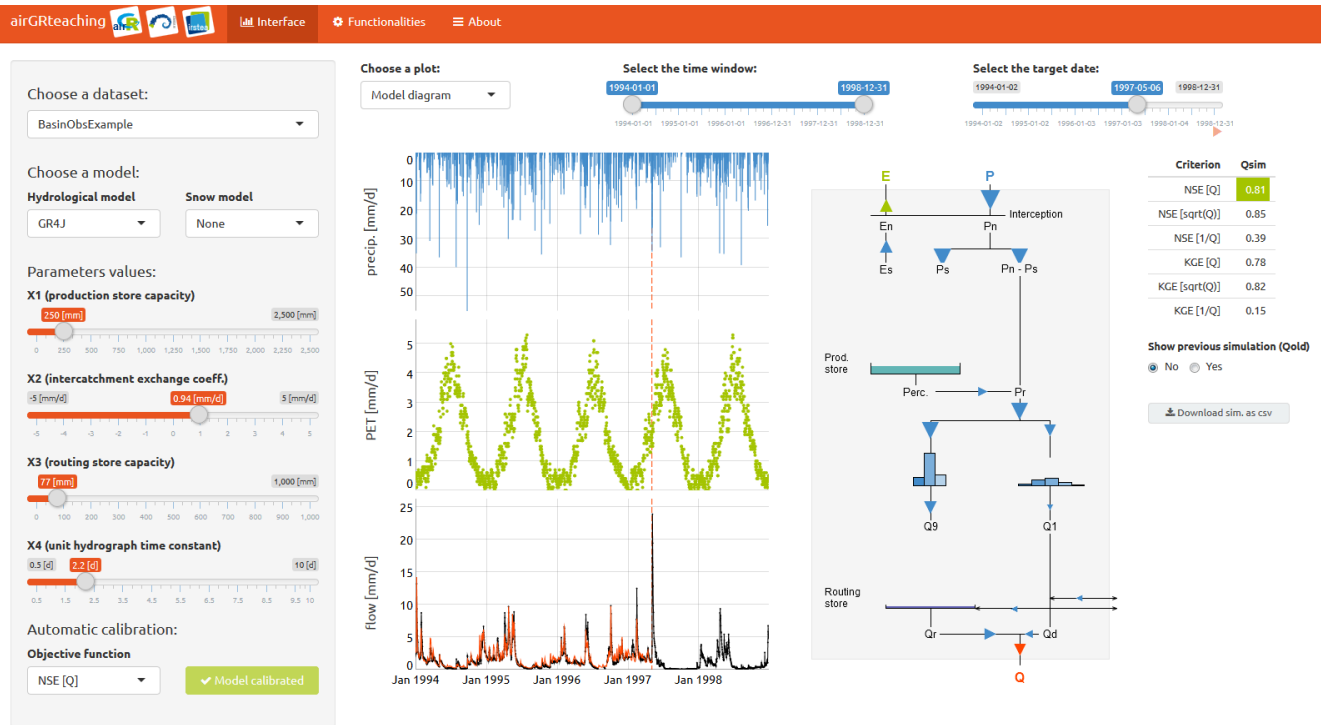 airGRteaching
airGR
irstea
Interface
Functionalities
About
Choose a dataset:
BasinObsExample
Choose a model:
Hydrological model
Snow model
GR4J
None
Parameters values:
X1 (production store capacity)
250 [mm]
2,500 [mm]
0 250 500 750 1,000 1,250 1,500 1,750 2,000 2,250 2,500
X2 (intercatchment exchange coeff.)
-5 [mm/d]
0.94 [mm/d]
5 [mm/d]
-5 -4 -3 -2 -1 0 1 2 3 4 5
X3 (routing store capacity)
77 [mm]
1,000 [mm]
0 100 200 300 400 500 600 700 800 900 1,000
X4 (unit hydrograph time constant)
0.5 [d]
2.2 [d]
10 [d]
0.5 1.5 2.5 3.5 4.5 5.5 6.5 7.5 8.5 9.5 10
Automatic calibration:
Objective function
NSE [Q]
Model calibrated
Choose a plot:
Model diagram
Select the time window:
1994-01-01
1998-12-31
1994-01-01 1995-01-01 1996-01-01 1996-12-31 1997-12-31 1998-12-31
Select the target date:
1994-01-02
1997-05-06
1998-12-31
1994-01-02 1995-01-02 1996-01-03 1997-01-03 1998-01-04 1998-12-31
precip. [mm/d]
0
10
20
30
40
50
PET [mm/d]
5
4
3
2
1
0
flow [mm/d]
25
20
15
10
5
0
Jan 1994 Jan 1995 Jan 1996 Jan 1997 Jan 1998
E
P
Interception
En
Pn
Es
Ps
Pn - Ps
Prod.
store
Perc.
Pr
Q9
Q1
Routing
store
Qr
Qd
Q
Criterion Qsim
NSE [Q] 0.81
NSE [sqrt(Q)] 0.85
NSE [1/Q] 0.39
KGE [Q] 0.78
KGE [sqrt(Q)] 0.82
KGE [1/Q] 0.15
Show previous simulation (Qold)
No
Yes
Download sim. as csv